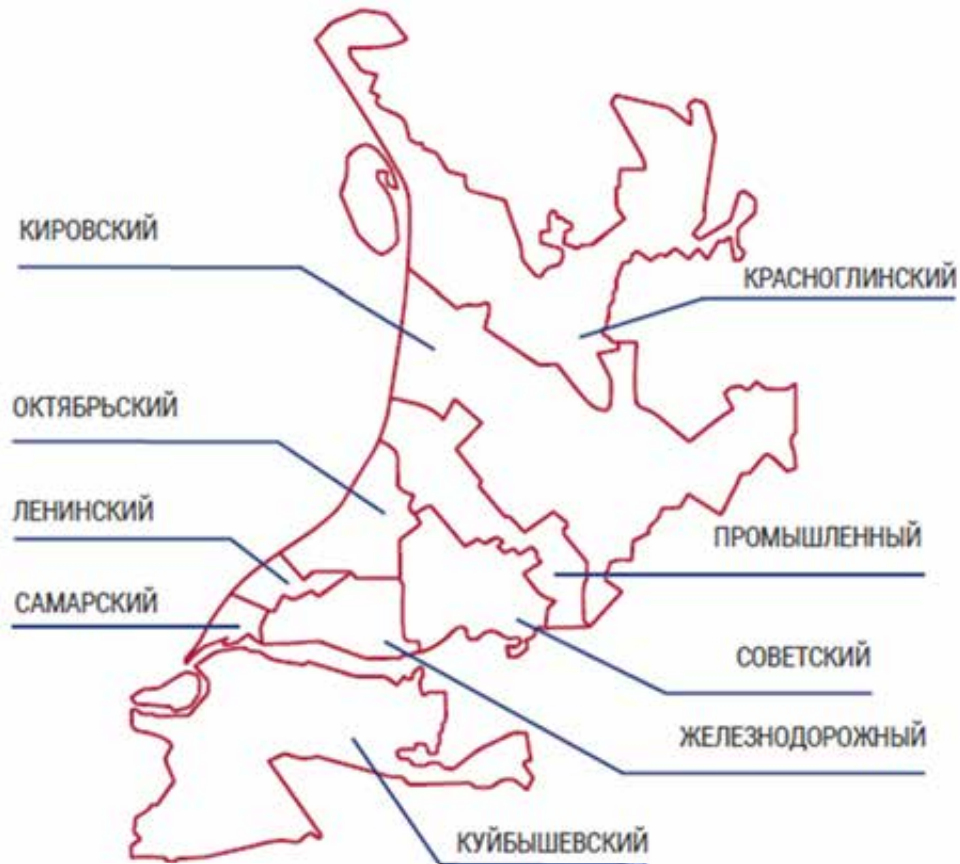 КИРОВСКИЙ
КРАСНОГЛИНСКИЙ
ОКТЯБРЬСКИЙ
ЛЕНИНСКИЙ
ПРОМЫШЛЕННЫЙ
САМАРСКИЙ
СОВЕТСКИЙ
ЖЕЛЕЗНОДОРОЖНЫЙ
КУЙБЫШЕВСКИЙ